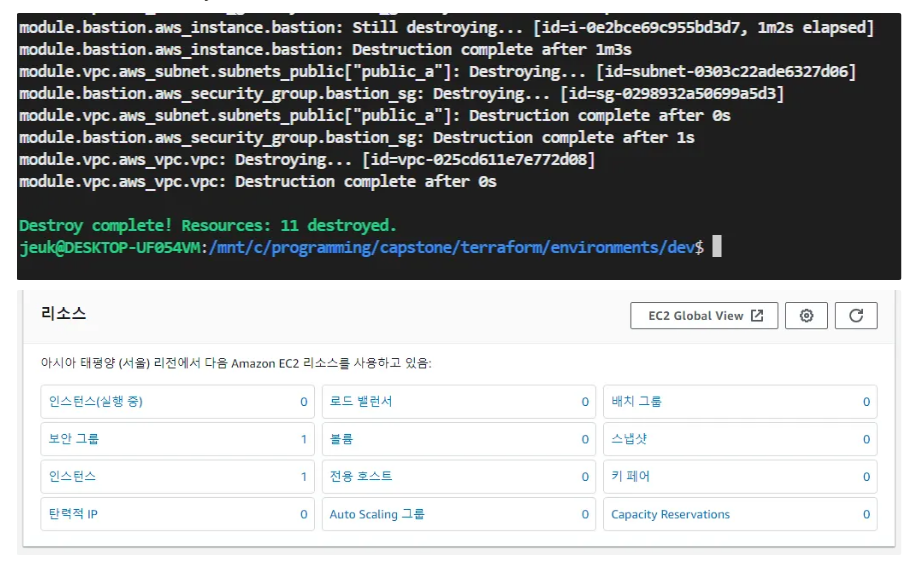 module.bastion.aws_instance.bastion: Still destroying... [id=i-0e2bce69c955bd3d7, 1m2s elapsed]
module.bastion.aws_instance.bastion: Destruction complete after 1m3s
module.vpc.aws_subnet.subnets_public["public_a"]: Destroying... [id=subnet-0303c22ade6327d06]
module.bastion.aws_security_group.bastion_sg: Destroying... [id=sg-0298932a50699a5d3]
module.vpc.aws_subnet.subnets_public["public_a"]: Destruction complete after 0s
module.bastion.aws_security_group.bastion_sg: Destruction complete after 1s
module.vpc.aws_vpc.vpc: Destroying... [id=vpc-025cd611e7e772d08]
module.vpc.aws_vpc.vpc: Destruction complete after 0s
Destroy complete! Resources: 11 destroyed.
jeuk@DESKTOP-UF054VM:/mnt/c/programming/capstone/terraform/environments/dev$
리소스 EC2 Global View
아시아 태평양 (서울) 리전에서 다음 Amazon EC2 리소스를 사용하고 있음:
인스턴스(실행 중) 0 로드 밸런서 0 배치 그룹 0
보안 그룹 1 볼륨 0 스냅샷 0
인스턴스 1 전용 호스트 0 키 페어 0
탄력적 IP 0 Auto Scaling 그룹 0 Capacity Reservations 0